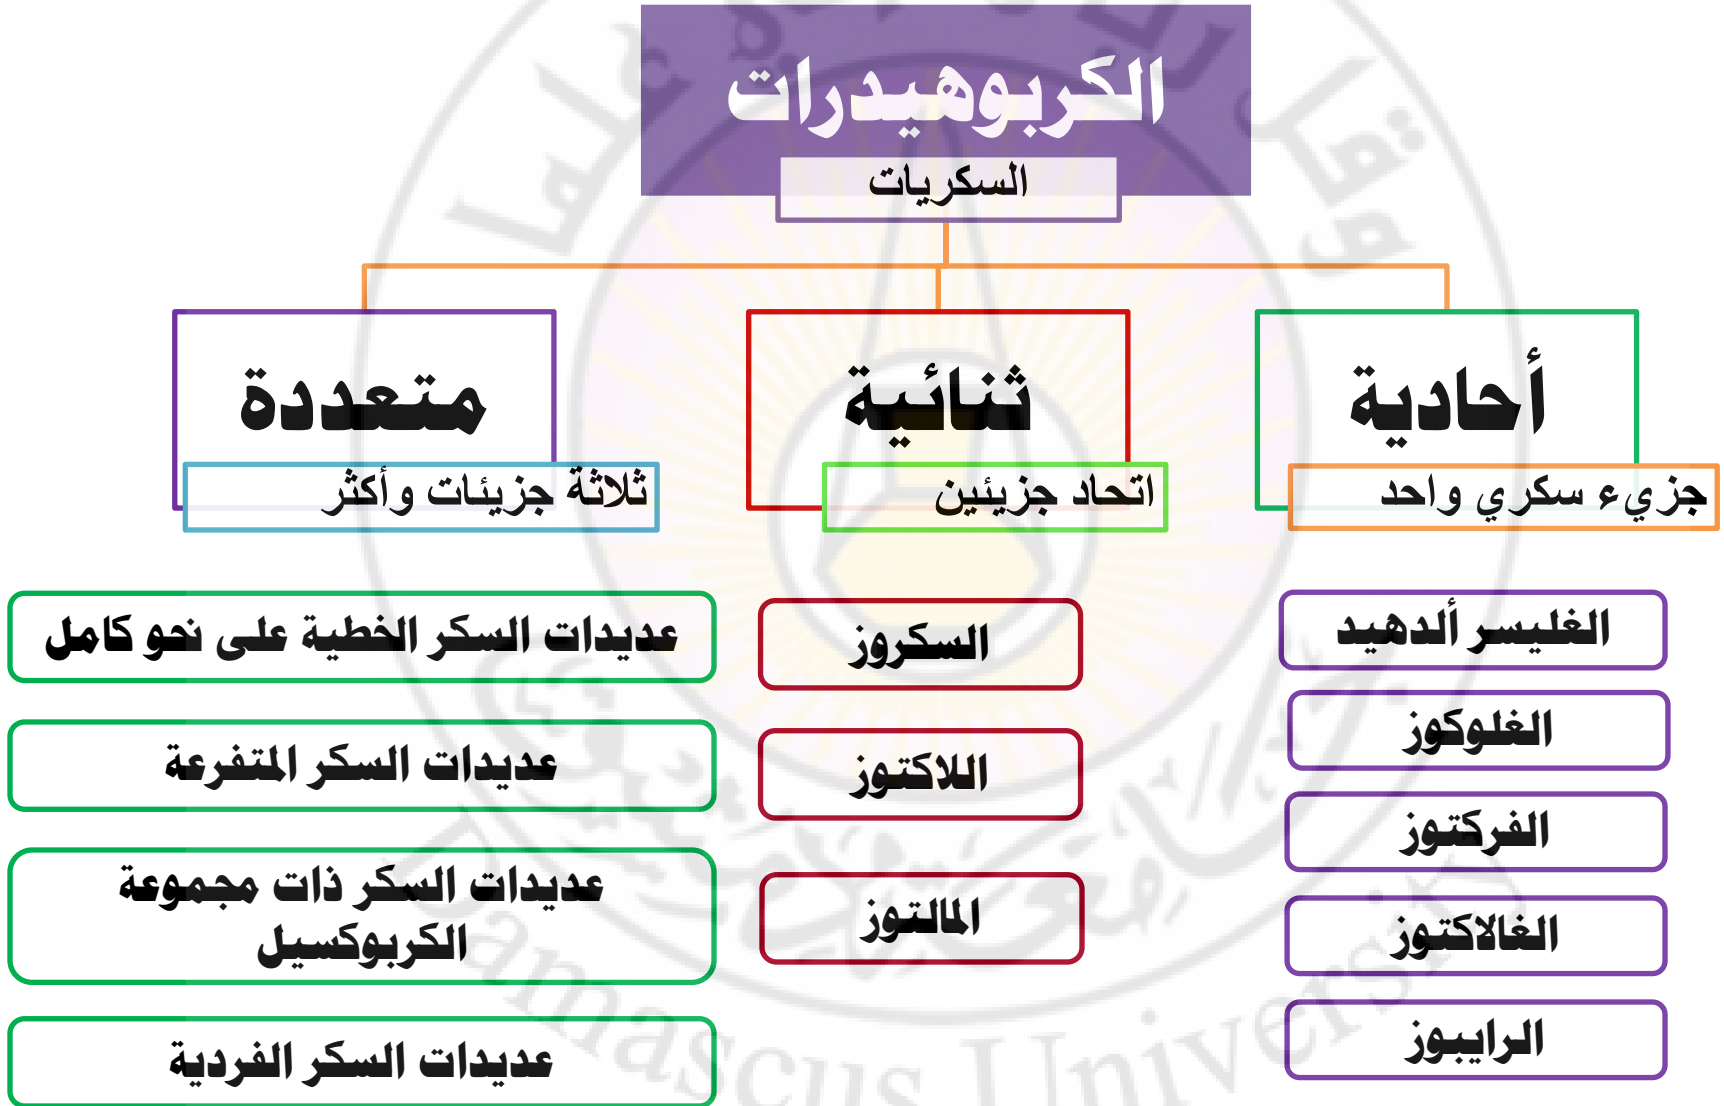 الكربوهيدرات
السكريات
أحادية
جزيء سكري واحد
ثنائية
اتحاد جزيئين
متعددة
ثلاثة جزيئات وأكثر
الغليسر ألدهيد
الغلوكوز
الفركتوز
الغالاكتوز
الرايبوز
السكروز
اللاكتوز
المالتوز
عديدات السكر الخطية على نحو كامل
عديدات السكر المتفرعة
عديدات السكر ذات مجموعة
الكربوكسيل
عديدات السكر الفردية
Damascus University